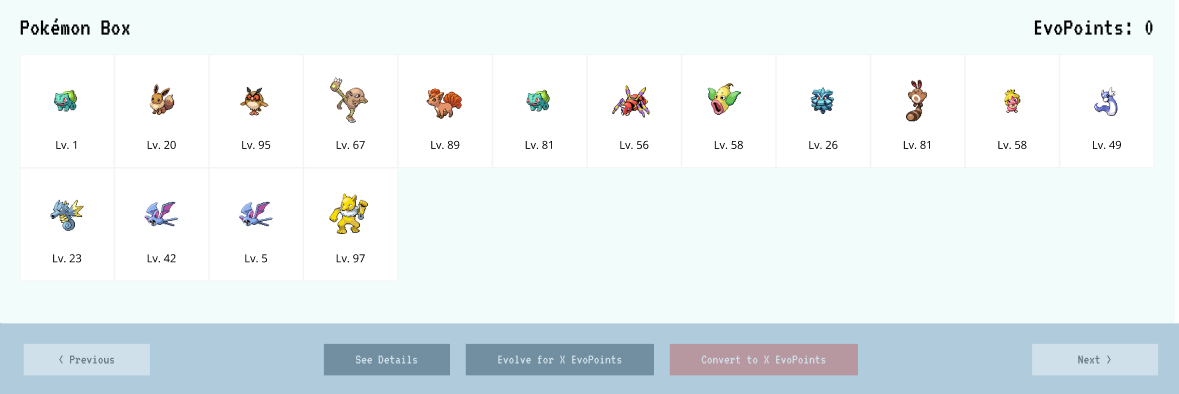 Pokémon Box
EvoPoints: 0
Lv. 1
Lv. 20
Lv. 95
Lv. 67
Lv. 89
Lv. 81
Lv. 56
Lv. 58
Lv. 26
Lv. 81
Lv. 58
Lv. 49
Lv. 23
Lv. 42
Lv. 5
Lv. 97
< Previous
See Details
Evolve for X EvoPoints
Convert to X EvoPoints
Next >